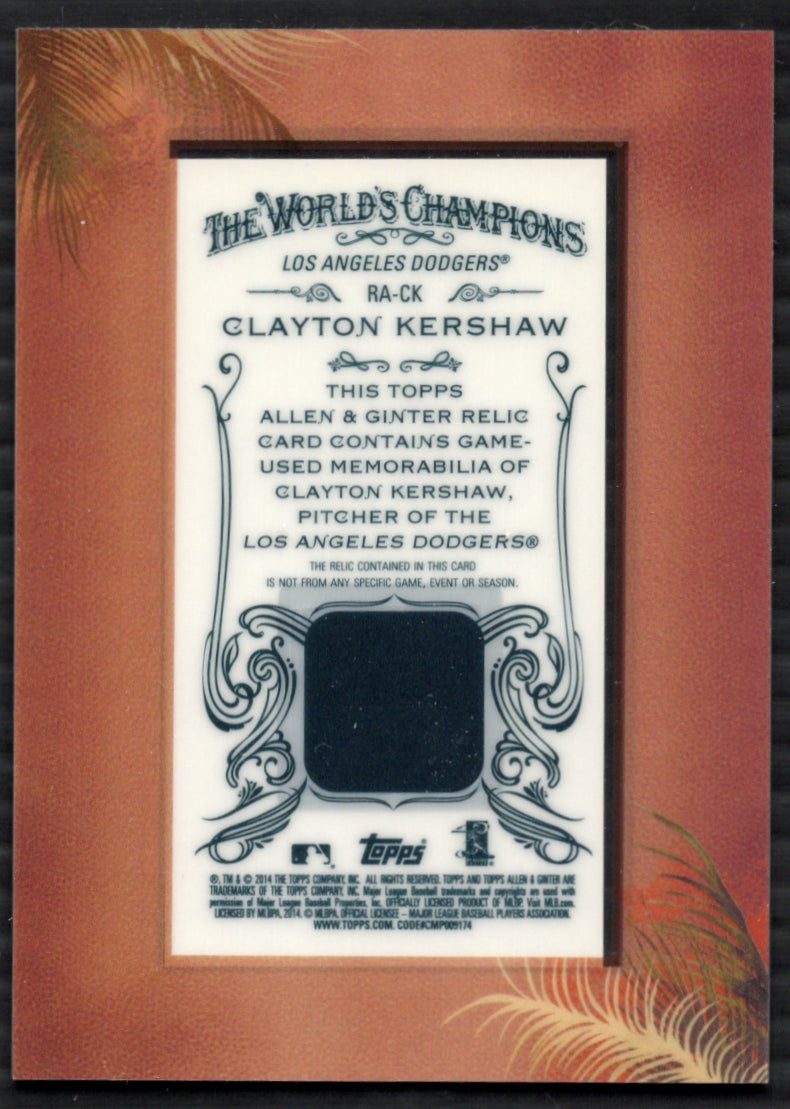 THE WORLD'S CHAMPIONS
LOS ANGELES DODGERS®
RA-CK
CLAYTON KERSHAW
THIS TOPPS
ALLEN & GINTER RELIC
CARD CONTAINS GAME-
USED MEMORABILIA OF
CLAYTON KERSHAW,
PITCHER OF THE
LOS ANGELES DODGERS®
THE RELIC CONTAINED IN THIS CARD
IS NOT FROM ANY SPECIFIC GAME, EVENT OR SEASON.
TOPPS®
®, TM & © 2014 THE TOPPS COMPANY, INC. ALL RIGHTS RESERVED. TOPPS AND TOPPS ALLEN & GINTER ARE
TRADEMARKS OF THE TOPPS COMPANY, INC. Major League Baseball trademarks and copyrights are used with
permission of Major League Baseball Properties, Inc. OFFICIALLY LICENSED PRODUCT OF MLBP. Visit MLB.com.
LICENSED BY MLBPA, 2014. © MLBPA, OFFICIAL LICENSEE – MAJOR LEAGUE BASEBALL PLAYERS ASSOCIATION.
WWW.TOPPS.COM. CODE#CMP009174